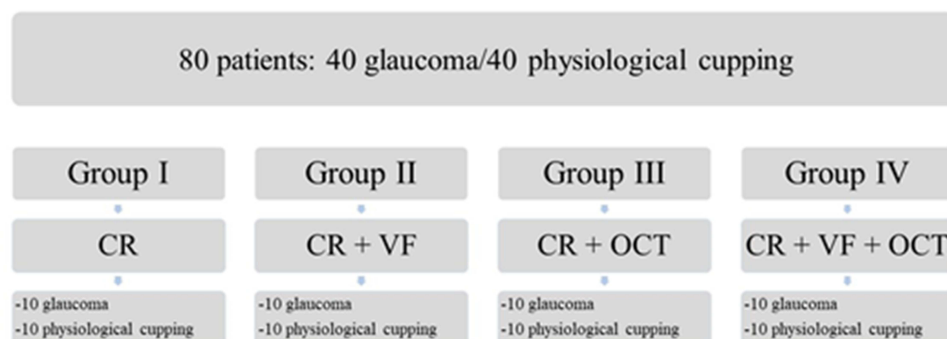 80 patients: 40 glaucoma/40 physiological cupping
Group I
Group II
Group III
Group IV
CR
CR + VF
CR + OCT
CR + VF + OCT
-10 glaucoma
-10 physiological cupping
-10 glaucoma
-10 physiological cupping
-10 glaucoma
-10 physiological cupping
-10 glaucoma
-10 physiological cupping